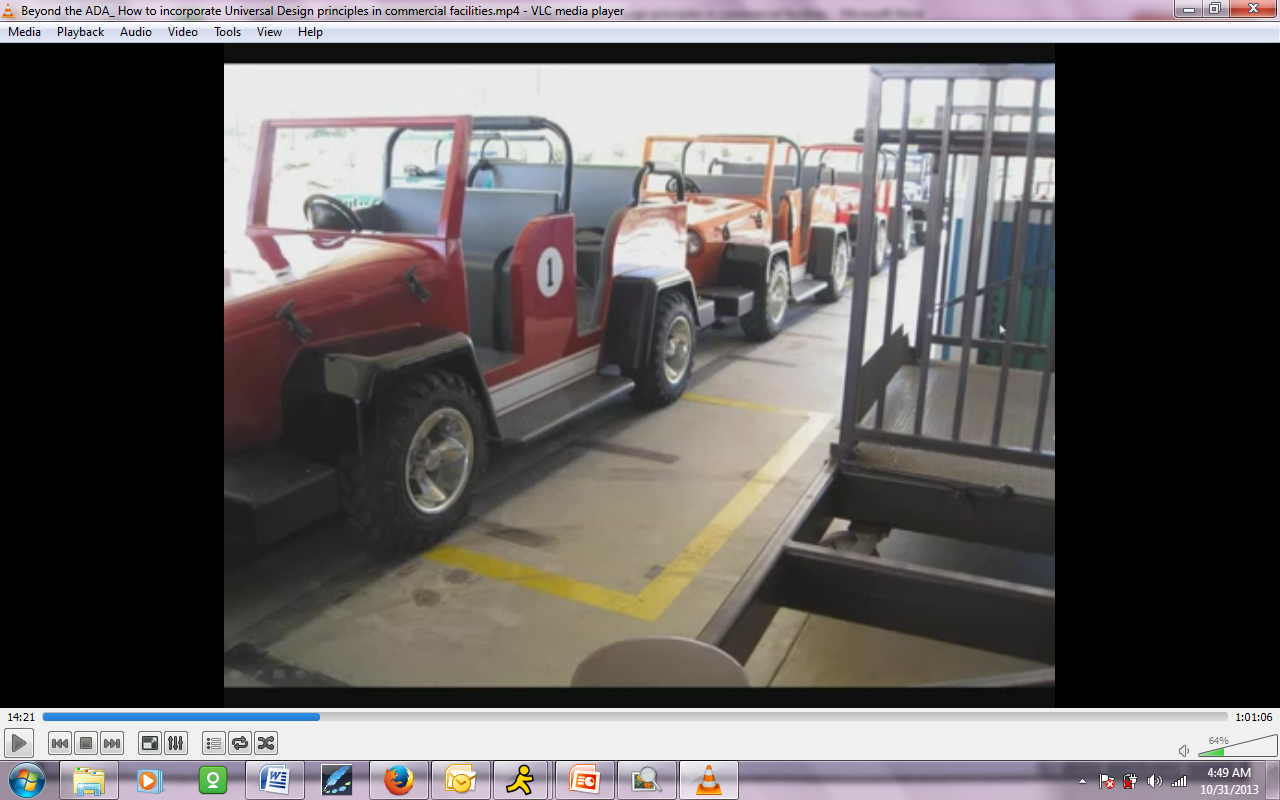 Beyond the ADA_ How to incorporate Universal Design principles in commercial facilities.mp4 - VLC media player
Media Playback Audio Video Tools View Help
1
14:21
1:01:06
64%
4:49 AM
10/31/2013